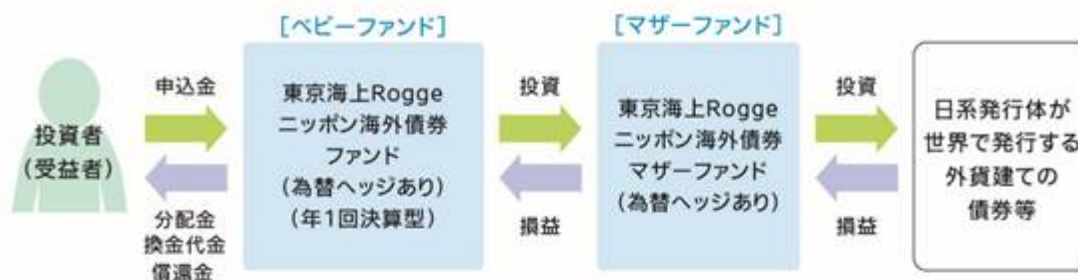 [ベビーファンド]
[マザーファンド]
投資者
(受益者)
申込金
分配金
換金代金
償還金
東京海上Rogge
ニッポン海外債券
ファンド
(為替ヘッジあり)
(年1回決算型)
投資
損益
東京海上Rogge
ニッポン海外債券
マザーファンド
(為替ヘッジあり)
投資
損益
日系発行体が
世界で発行する
外貨建ての
債券等